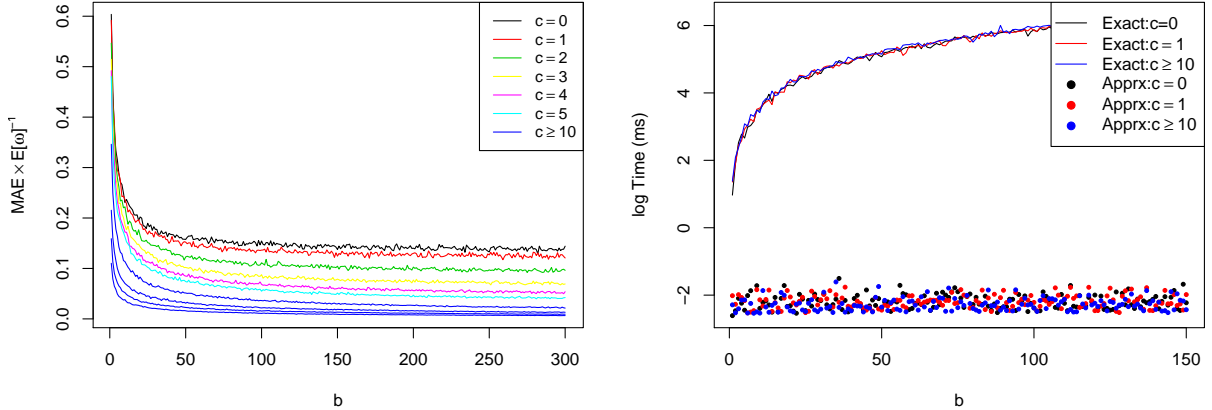 MAE × E[ω]⁻¹
0.6
0.5
0.4
0.3
0.2
0.1
0.0
0 50 100 150 200 250 300
b
c = 0
c = 1
c = 2
c = 3
c = 4
c = 5
c ≥ 10
log Time (ms)
6
4
2
0
−2
0 50 100 150
b
Exact:c=0
Exact:c = 1
Exact:c ≥ 10
Apprx:c = 0
Apprx:c = 1
Apprx:c ≥ 10